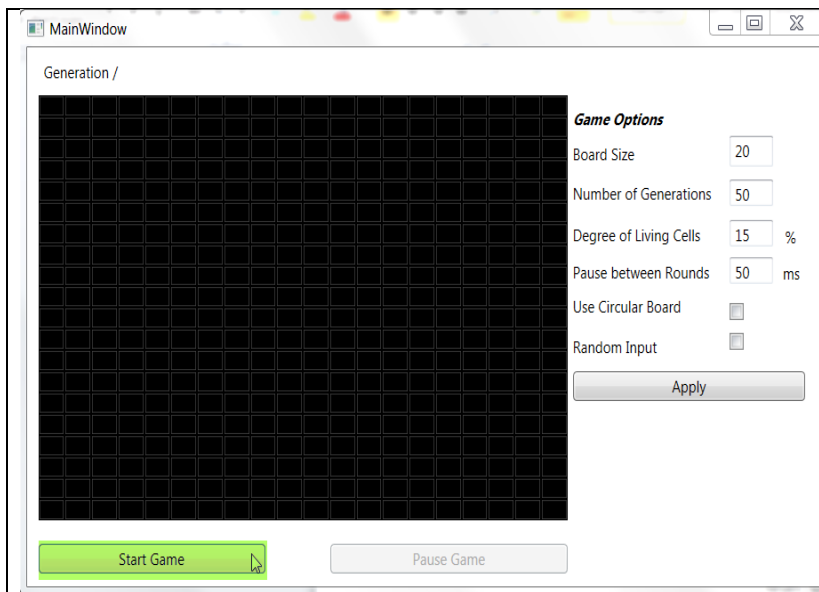 MainWindow
Generation /
Game Options
Board Size 20
Number of Generations 50
Degree of Living Cells 15 %
Pause between Rounds 50 ms
Use Circular Board
Random Input
Apply
Start Game Pause Game